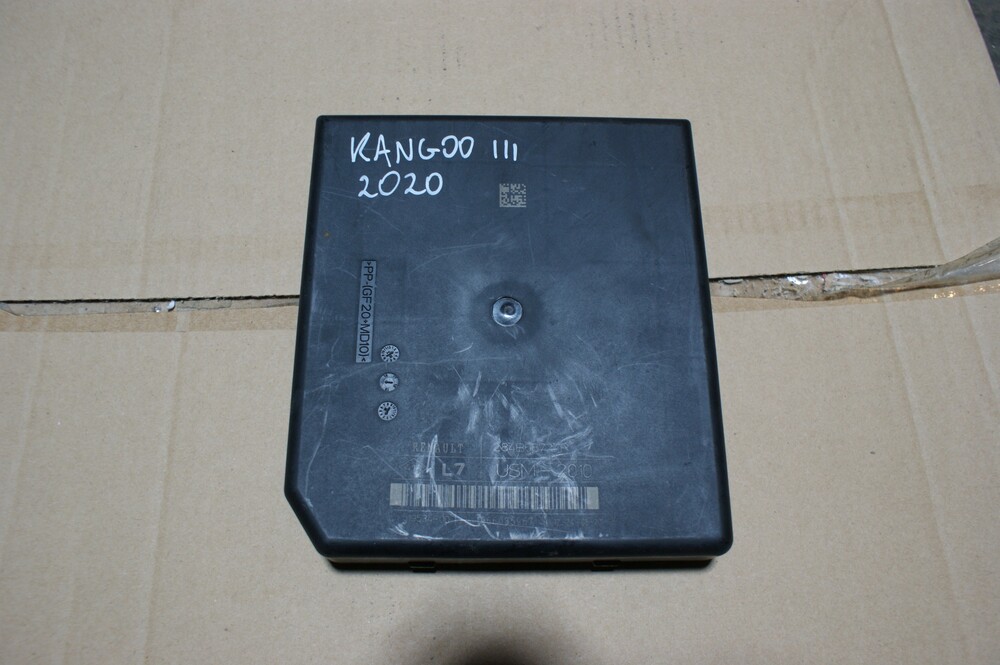 KANGOO III
2020
>PP-(GF20+MD10)<
RENAULT
L7 USM